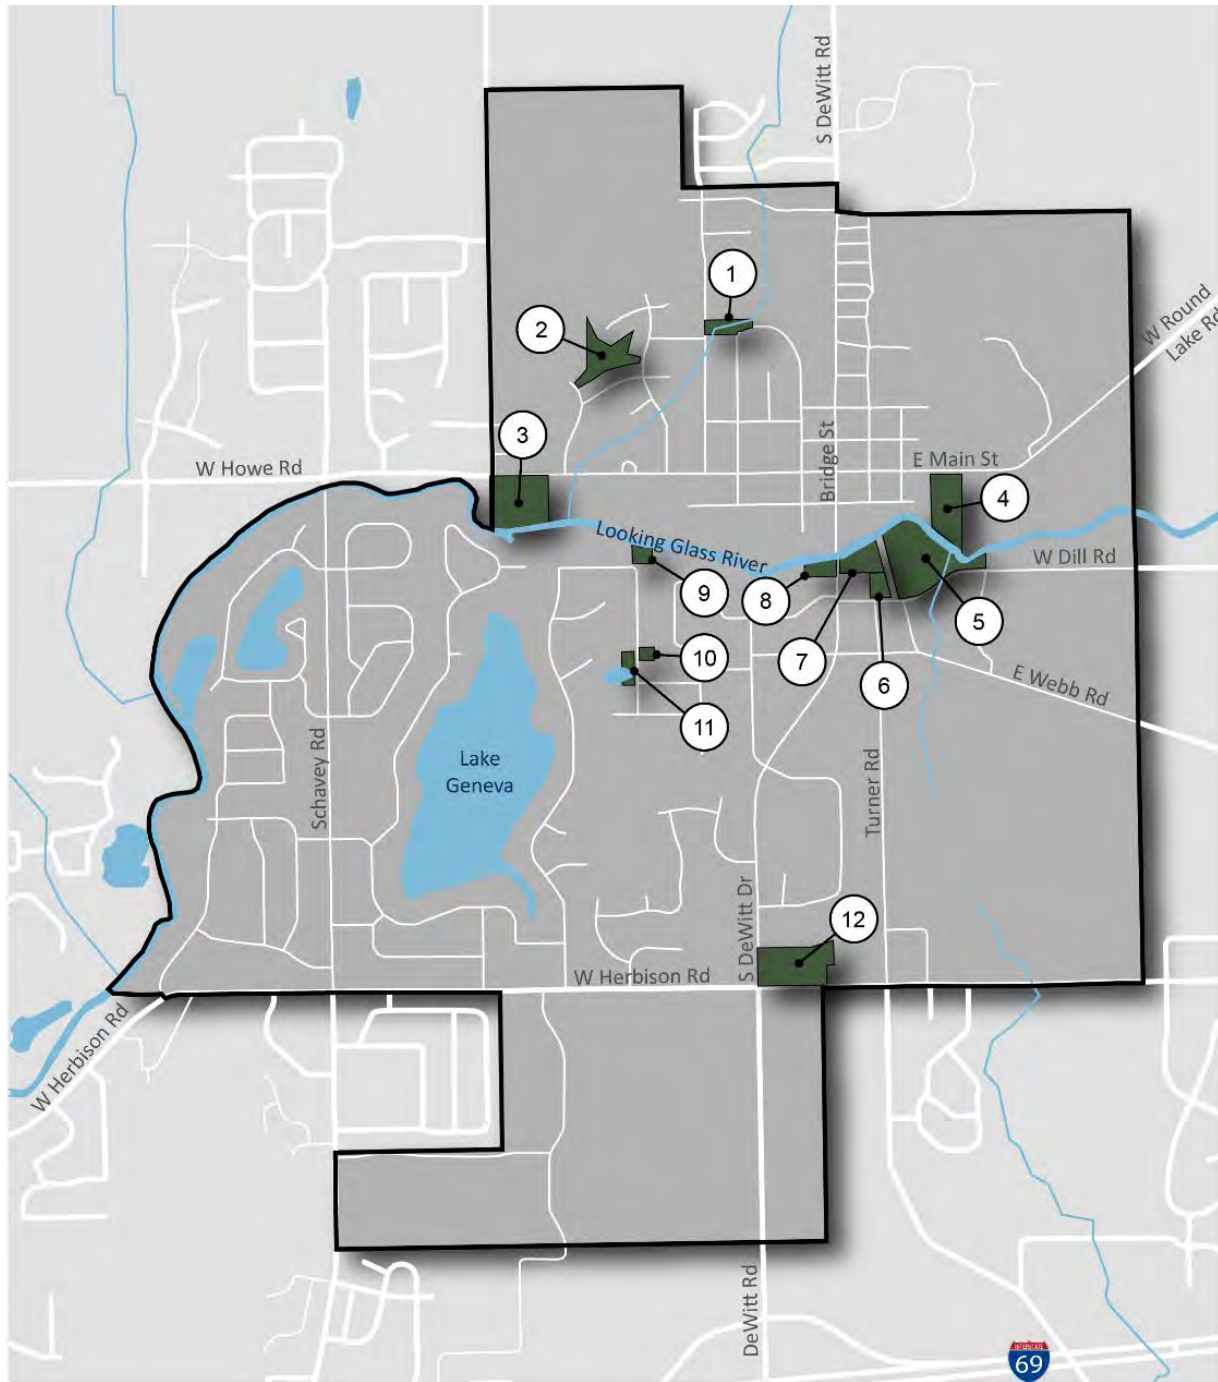 S DeWitt Rd
1
W Round
Lake Rd
2
3
W Howe Rd
Bridge St
E Main St
4
Looking Glass River
W Dill Rd
9
8
5
7
6
10
E Webb Rd
11
Lake
Geneva
Schavey Rd
Turner Rd
S DeWitt Dr
12
W Herbison Rd
W Herbison Rd
DeWitt Rd
INTERSTATE
69